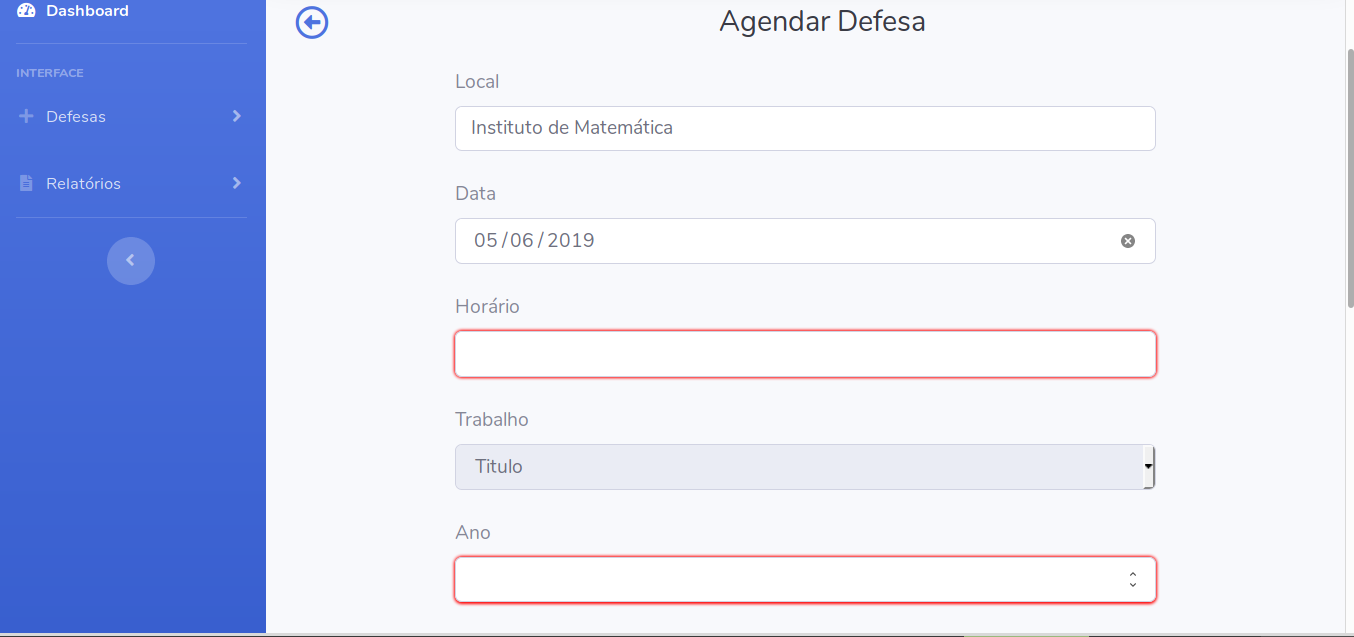 Dashboard
INTERFACE
Defesas
Relatórios
Agendar Defesa
Local
Instituto de Matemática
Data
05/06/2019
Horário
Trabalho
Titulo
Ano